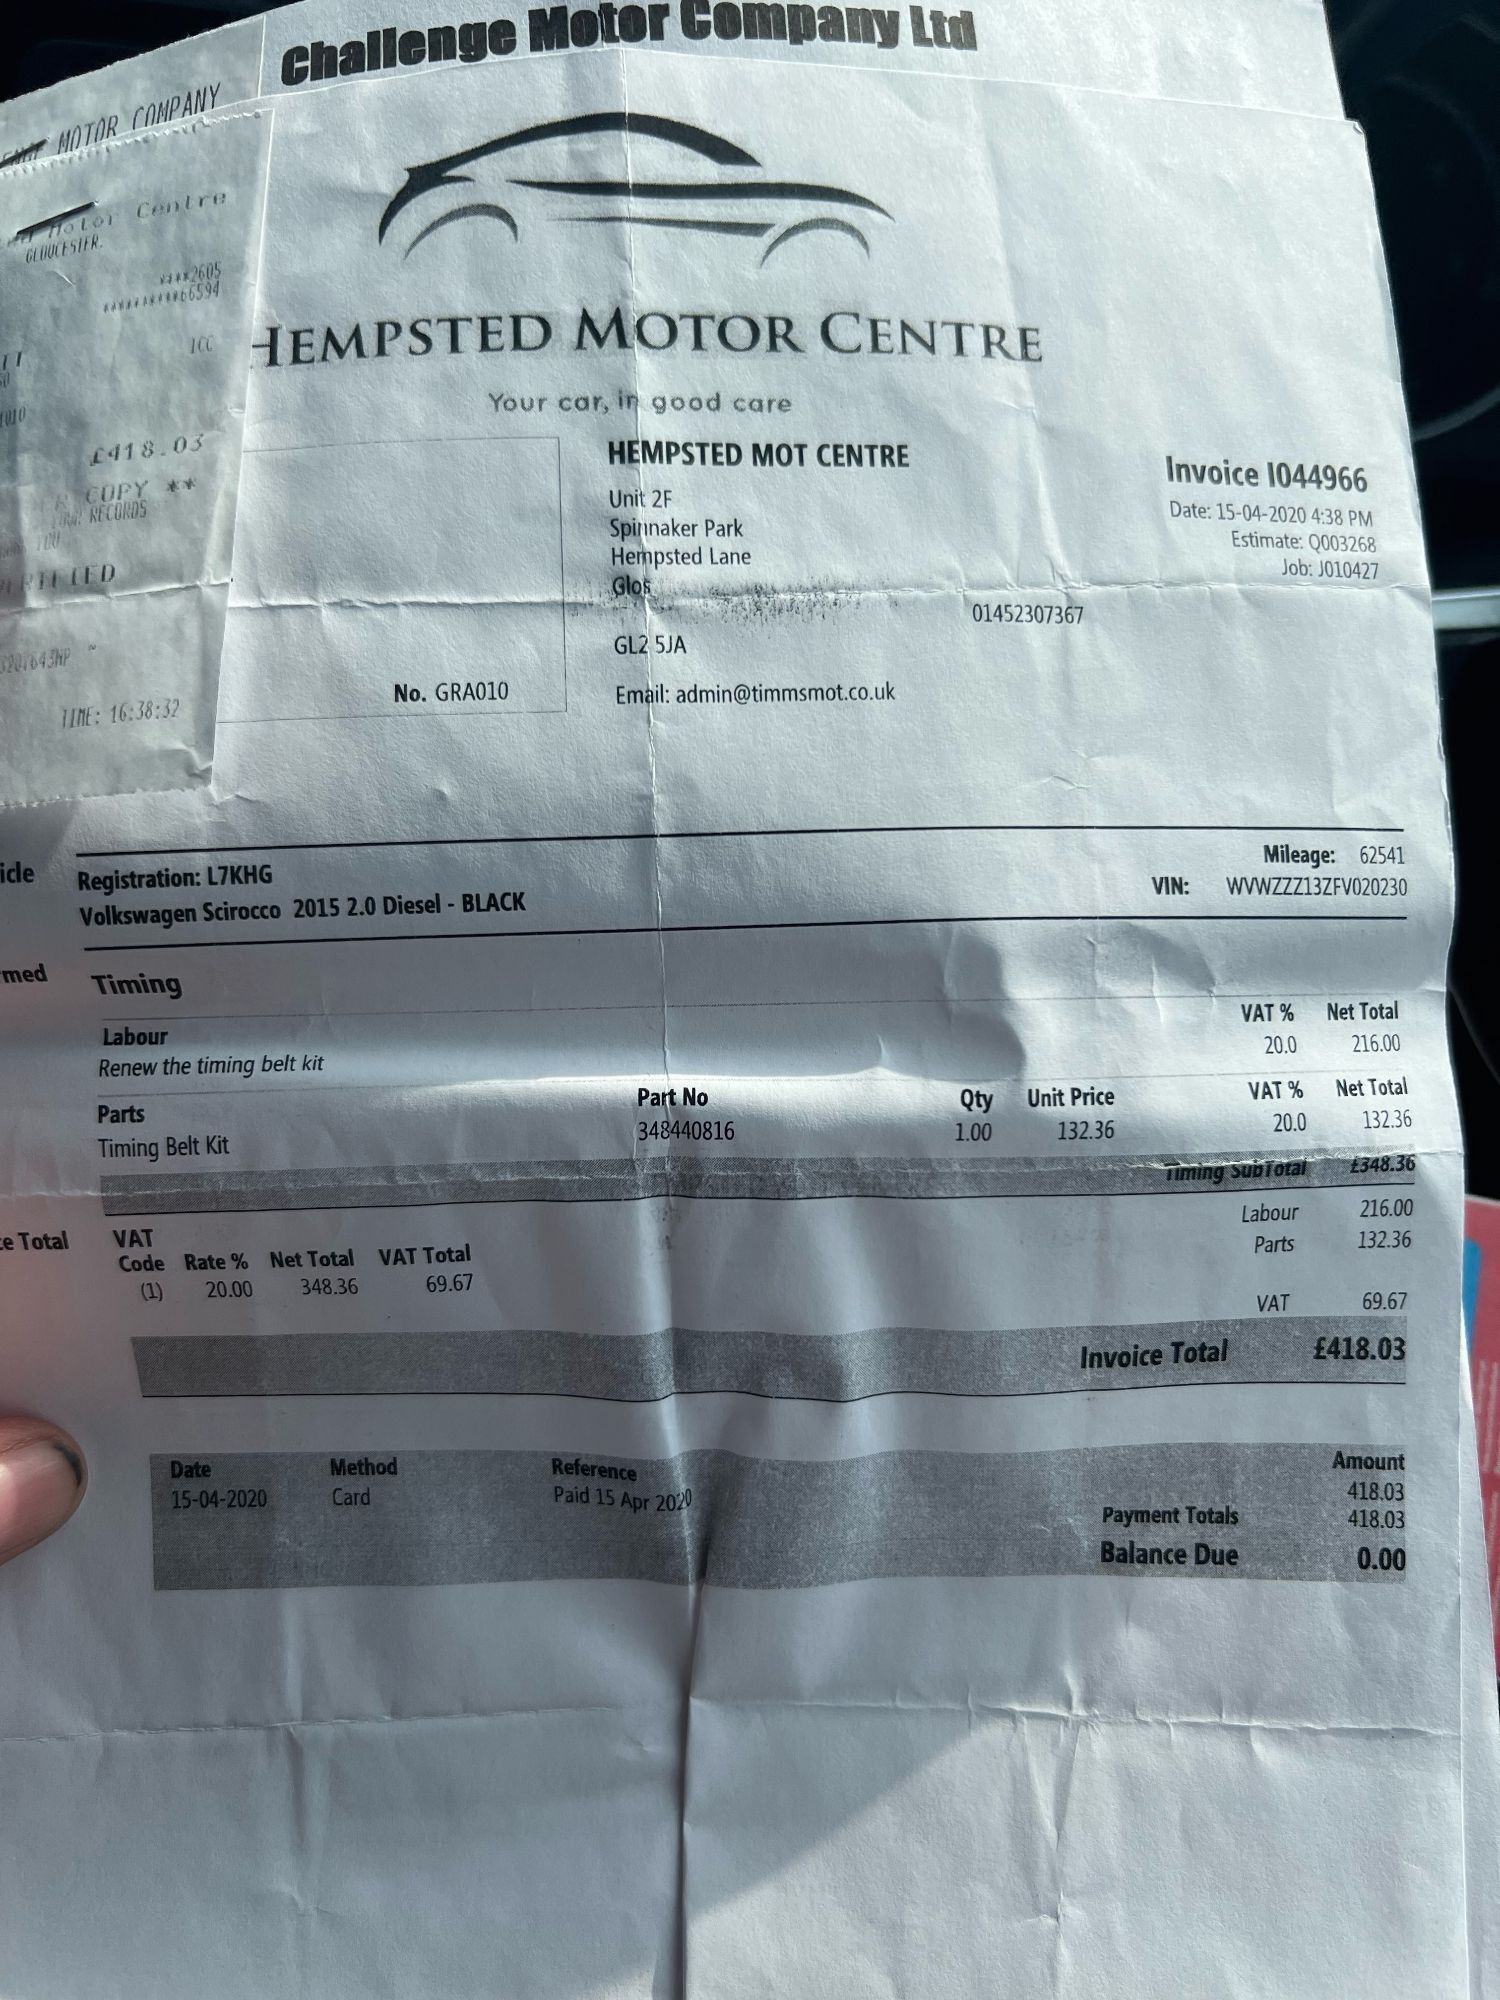 Challenge Motor Company Ltd
MOTOR COMPANY
Motor Centre
GLOUCESTER.
****2605
**********66594
ICC
£418.03
COPY **
RECORDS
TIME: 16:38:32
HEMPSTED MOTOR CENTRE
Your car, in good care
HEMPSTED MOT CENTRE
Unit 2F
Spinnaker Park
Hempsted Lane
Glos
GL2 5JA
01452307367
Email: admin@timmsmot.co.uk
Invoice I044966
Date: 15-04-2020 4:38 PM
Estimate: Q003268
Job: J010427
No. GRA010
Registration: L7KHG
Volkswagen Scirocco 2015 2.0 Diesel - BLACK
Mileage: 62541
VIN: WVWZZZ13ZFV020230
Timing
Labour VAT % Net Total
Renew the timing belt kit 20.0 216.00
Parts Part No Qty Unit Price VAT % Net Total
Timing Belt Kit 348440816 1.00 132.36 20.0 132.36
Timing SubTotal £348.36
Labour 216.00
Parts 132.36
VAT 69.67
Total
VAT
Code Rate % Net Total VAT Total
(1) 20.00 348.36 69.67
Invoice Total £418.03
Date Method Reference Amount
15-04-2020 Card Paid 15 Apr 2020 418.03
Payment Totals 418.03
Balance Due 0.00